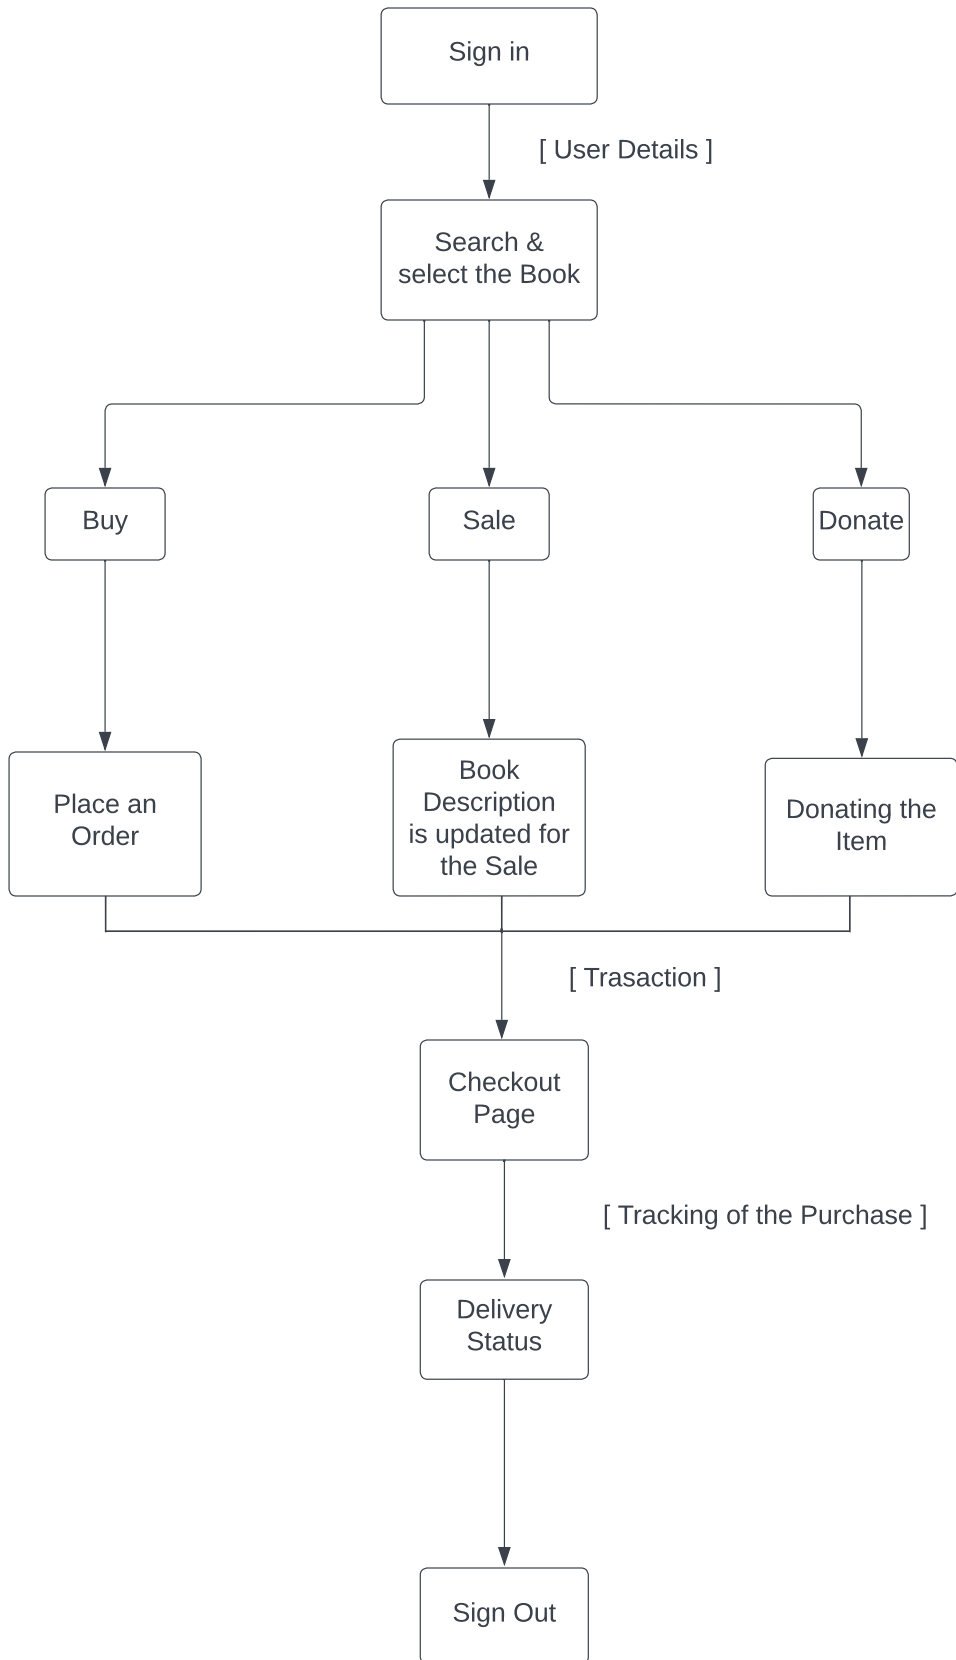 Sign in
[ User Details ]
Search &
select the Book
Buy
Sale
Donate
Place an
Order
Book
Description
is updated for
the Sale
Donating the
Item
[ Trasaction ]
Checkout
Page
[ Tracking of the Purchase ]
Delivery
Status
Sign Out